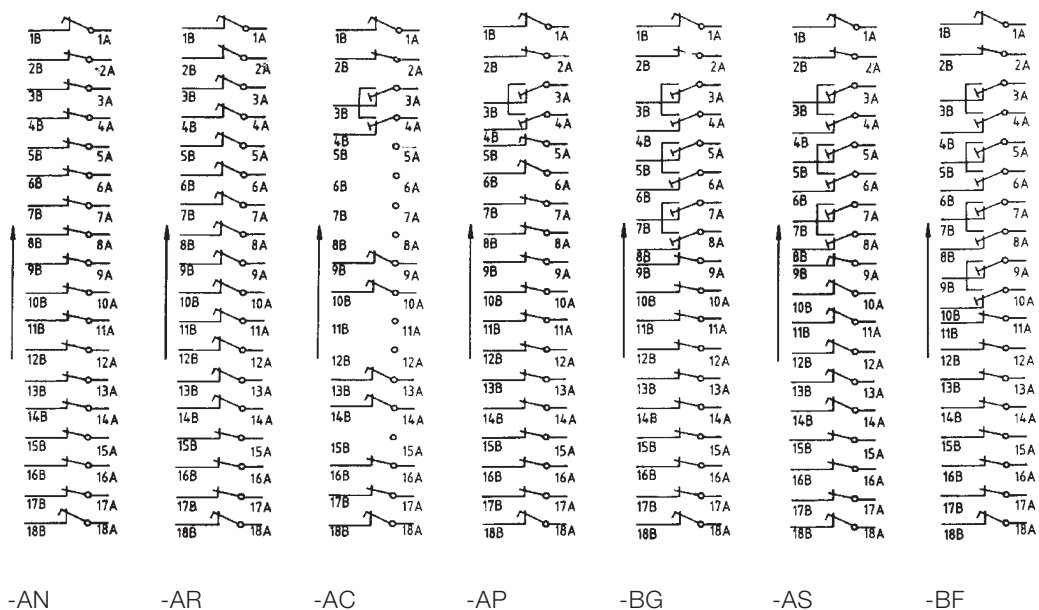 1B 1A 1B 1A 1B 1A 1B 1A 1B 1A 1B 1A 1B 1A
2B 2A 2B 2A 2B 2A 2B 2A 2B 2A 2B 2A 2B 2A
3B 3A 3B 3A 3B 3A 3B 3A 3B 3A 3B 3A 3B 3A
4B 4A 4B 4A 4B 4A 4B 4A 4B 4A 4B 4A 4B 4A
5B 5A 5B 5A 5B 5A 5B 5A 5B 5A 5B 5A 5B 5A
6B 6A 6B 6A 6B 6A 6B 6A 6B 6A 6B 6A 6B 6A
7B 7A 7B 7A 7B 7A 7B 7A 7B 7A 7B 7A 7B 7A
8B 8A 8B 8A 8B 8A 8B 8A 8B 8A 8B 8A 8B 8A
9B 9A 9B 9A 9B 9A 9B 9A 9B 9A 9B 9A 9B 9A
10B 10A 10B 10A 10B 10A 10B 10A 10B 10A 10B 10A 10B 10A
11B 11A 11B 11A 11B 11A 11B 11A 11B 11A 11B 11A 11B 11A
12B 12A 12B 12A 12B 12A 12B 12A 12B 12A 12B 12A 12B 12A
13B 13A 13B 13A 13B 13A 13B 13A 13B 13A 13B 13A 13B 13A
14B 14A 14B 14A 14B 14A 14B 14A 14B 14A 14B 14A 14B 14A
15B 15A 15B 15A 15B 15A 15B 15A 15B 15A 15B 15A 15B 15A
16B 16A 16B 16A 16B 16A 16B 16A 16B 16A 16B 16A 16B 16A
17B 17A 17B 17A 17B 17A 17B 17A 17B 17A 17B 17A 17B 17A
18B 18A 18B 18A 18B 18A 18B 18A 18B 18A 18B 18A 18B 18A
-AN -AR -AC -AP -BG -AS -BF